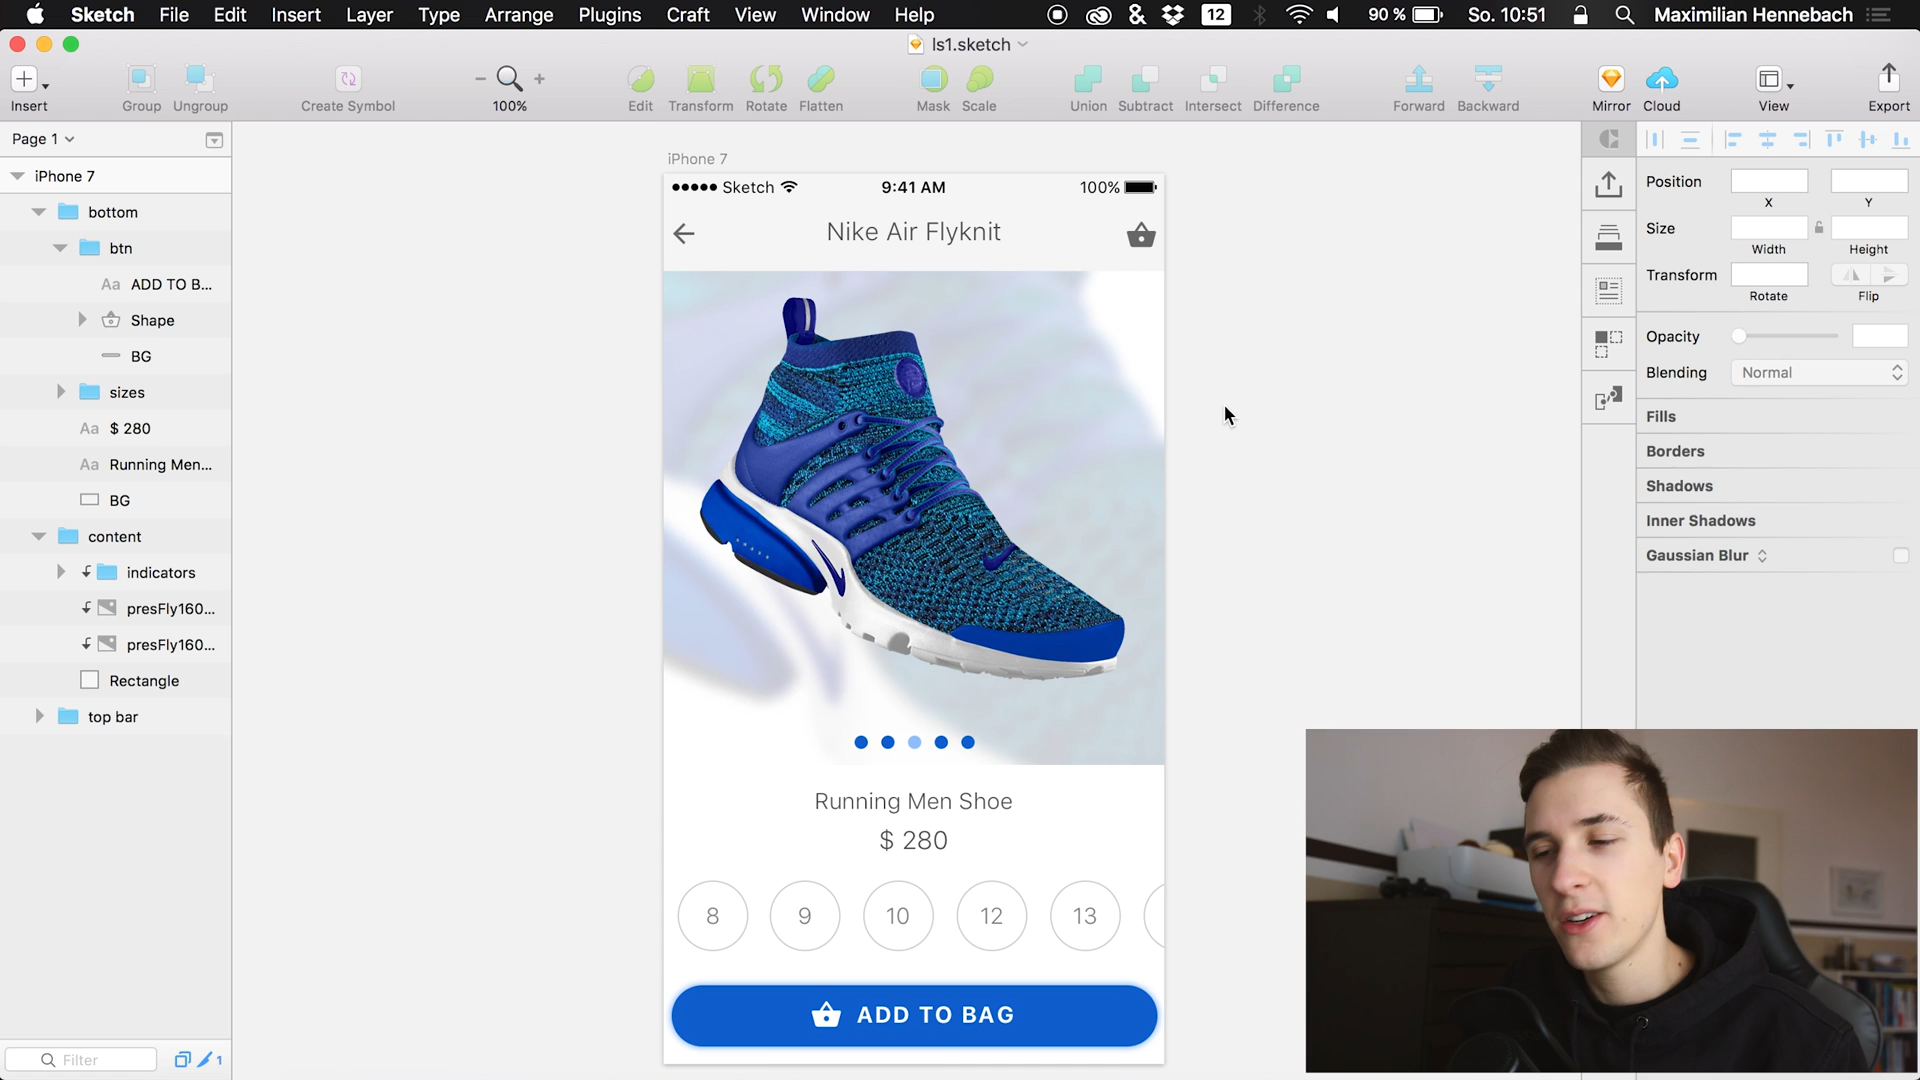 Sketch File Edit Insert Layer Type Arrange Plugins Craft View Window Help 12 90 % So. 10:51 Maximilian Hennebach
ls1.sketch
Insert Group Ungroup Create Symbol 100% Edit Transform Rotate Flatten Mask Scale Union Subtract Intersect Difference Forward Backward Mirror Cloud View Export
Page 1
iPhone 7
bottom
btn
Aa ADD TO B...
Shape
BG
sizes
Aa $ 280
Aa Running Men...
BG
content
indicators
presFly160...
presFly160...
Rectangle
top bar
Filter 1
iPhone 7
Sketch 9:41 AM 100%
Nike Air Flyknit
Running Men Shoe
$ 280
8 9 10 12 13
ADD TO BAG
Position
X Y
Size
Width Height
Transform
Rotate Flip
Opacity
Blending Normal
Fills
Borders
Shadows
Inner Shadows
Gaussian Blur